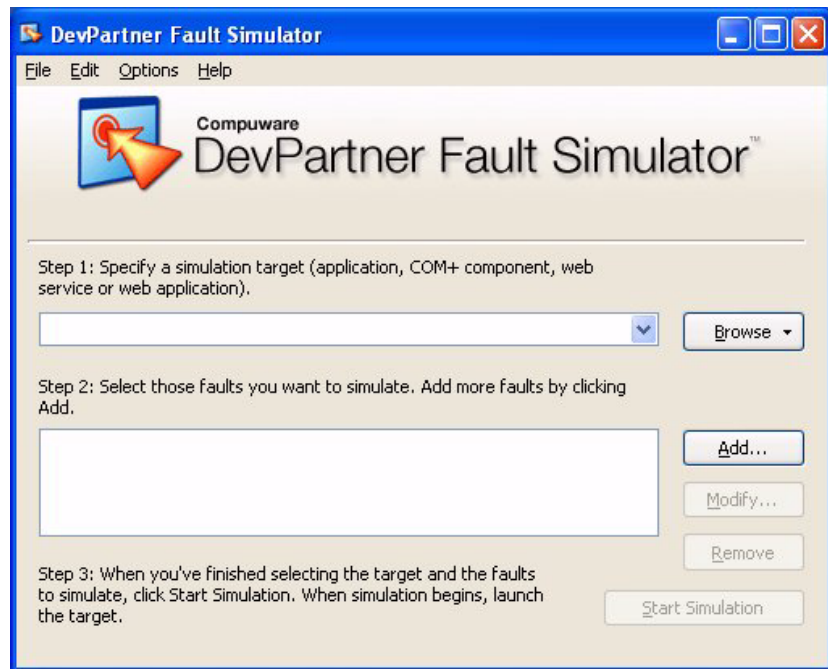 DevPartner Fault Simulator
File Edit Options Help
Compuware
DevPartner Fault Simulator™
Step 1: Specify a simulation target (application, COM+ component, web
service or web application).
Browse
Step 2: Select those faults you want to simulate. Add more faults by clicking
Add.
Add...
Modify...
Remove
Step 3: When you've finished selecting the target and the faults
to simulate, click Start Simulation. When simulation begins, launch
the target.
Start Simulation